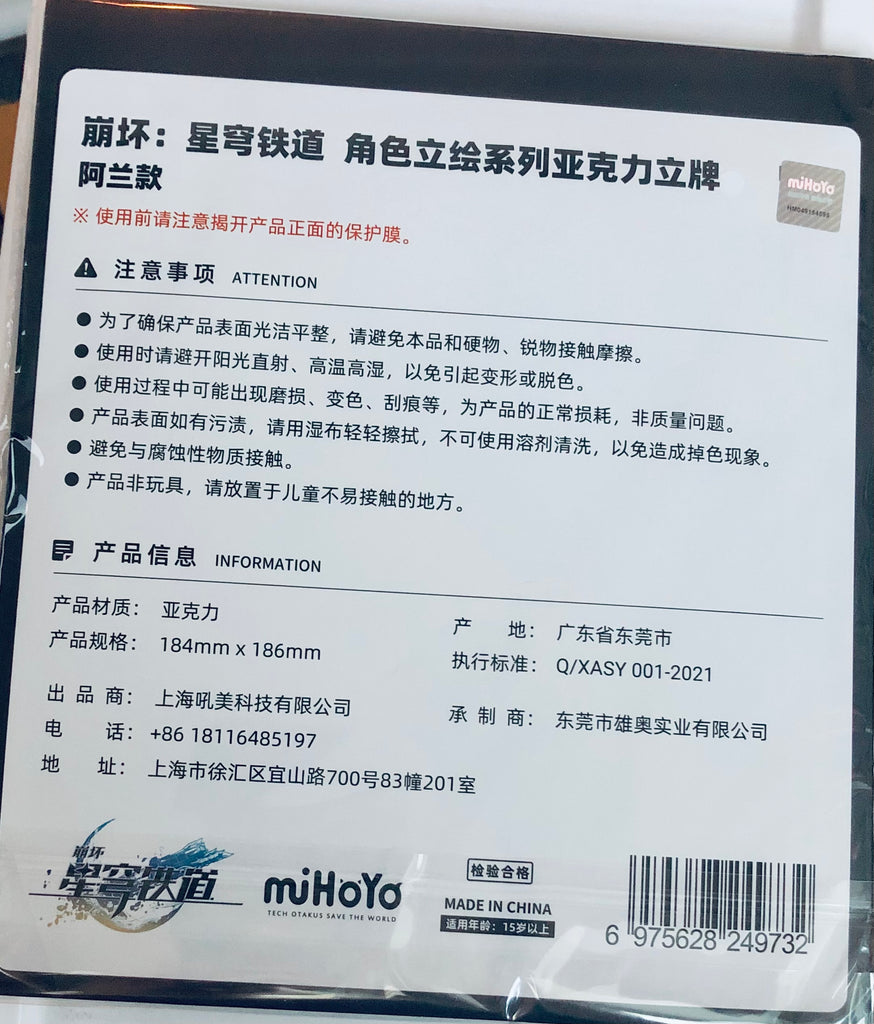 崩坏：星穹铁道 角色立绘系列亚克力立牌
阿兰款
miHoYo
※ 使用前请注意揭开产品正面的保护膜。
注意事项 ATTENTION
● 为了确保产品表面光洁平整，请避免本品和硬物、锐物接触摩擦。
● 使用时请避开阳光直射、高温高湿，以免引起变形或脱色。
● 使用过程中可能出现磨损、变色、刮痕等，为产品的正常损耗，非质量问题。
● 产品表面如有污渍，请用湿布轻轻擦拭，不可使用溶剂清洗，以免造成掉色现象。
● 避免与腐蚀性物质接触。
● 产品非玩具，请放置于儿童不易接触的地方。
产品信息 INFORMATION
产品材质： 亚克力
产品规格： 184mm x 186mm
产 地： 广东省东莞市
执行标准： Q/XASY 001-2021
出品商： 上海吼美科技有限公司
电 话： +86 18116485197
地 址： 上海市徐汇区宜山路700号83幢201室
承制商： 东莞市雄奥实业有限公司
崩坏
星穹铁道
miHoYo
TECH OTAKUS SAVE THE WORLD
检验合格
MADE IN CHINA
适用年龄：15岁以上
6 975628 249732